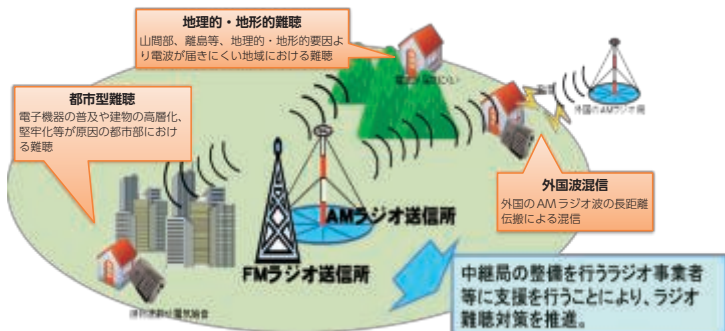 地理的・地形的難聴
山間部、離島等、地理的・地形的要因よ
り電波が届きにくい地域における難聴
都市型難聴
電子機器の普及や建物の高層化、
堅牢化等が原因の都市部におけ
る難聴
外国のAMラジオ局
外国波混信
外国のAMラジオ波の長距離
伝搬による混信
AMラジオ送信所
FMラジオ送信所
中継局の整備を行うラジオ事業者
等に支援を行うことにより、ラジオ
難聴対策を推進。